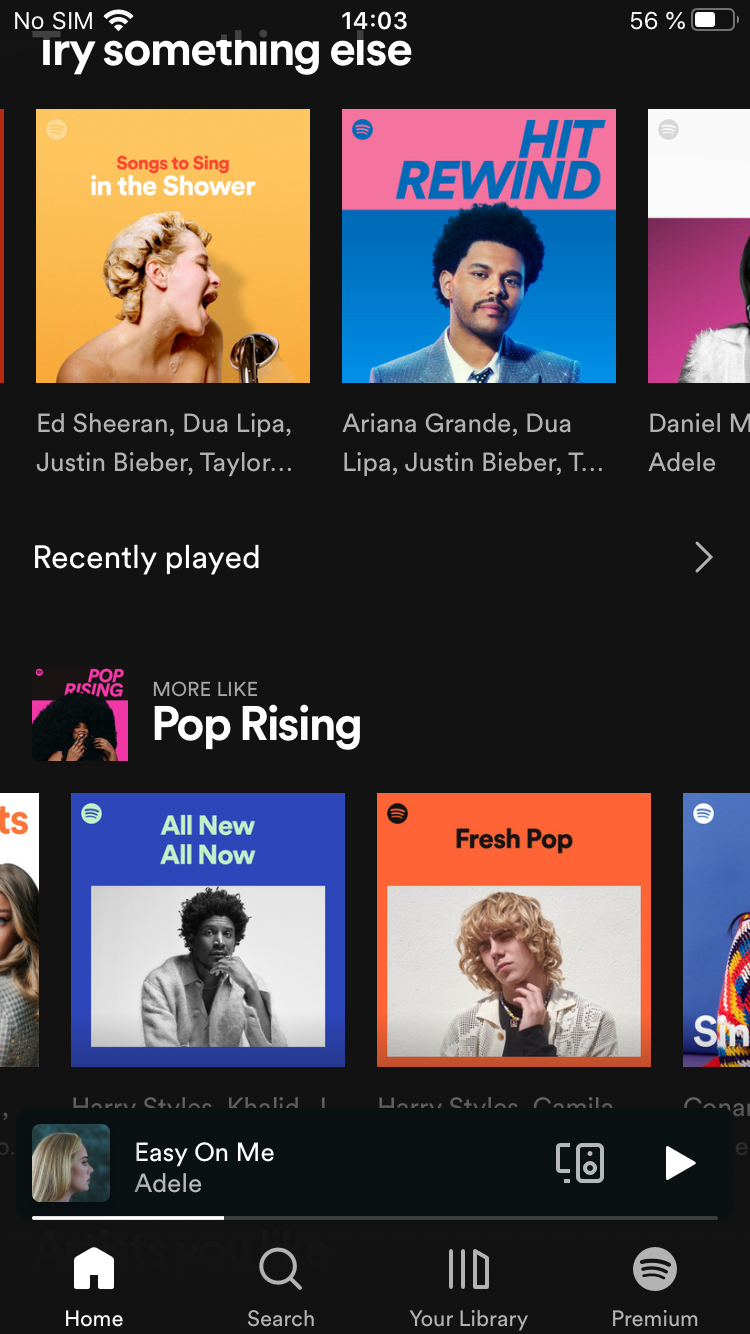 No SIM 14:03 56 %
Try something else
Songs to Sing
in the Shower
HIT
REWIND
Ed Sheeran, Dua Lipa,
Justin Bieber, Taylor...
Ariana Grande, Dua
Lipa, Justin Bieber, T...
Daniel M
Adele
Recently played
POP
RISING
MORE LIKE
Pop Rising
ts
All New
All Now
Fresh Pop
Sm
Harry Styles, Khalid, J
Harry Styles, Camila
Conan
Easy On Me
Adele
Artists you like
Home
Search
Your Library
Premium